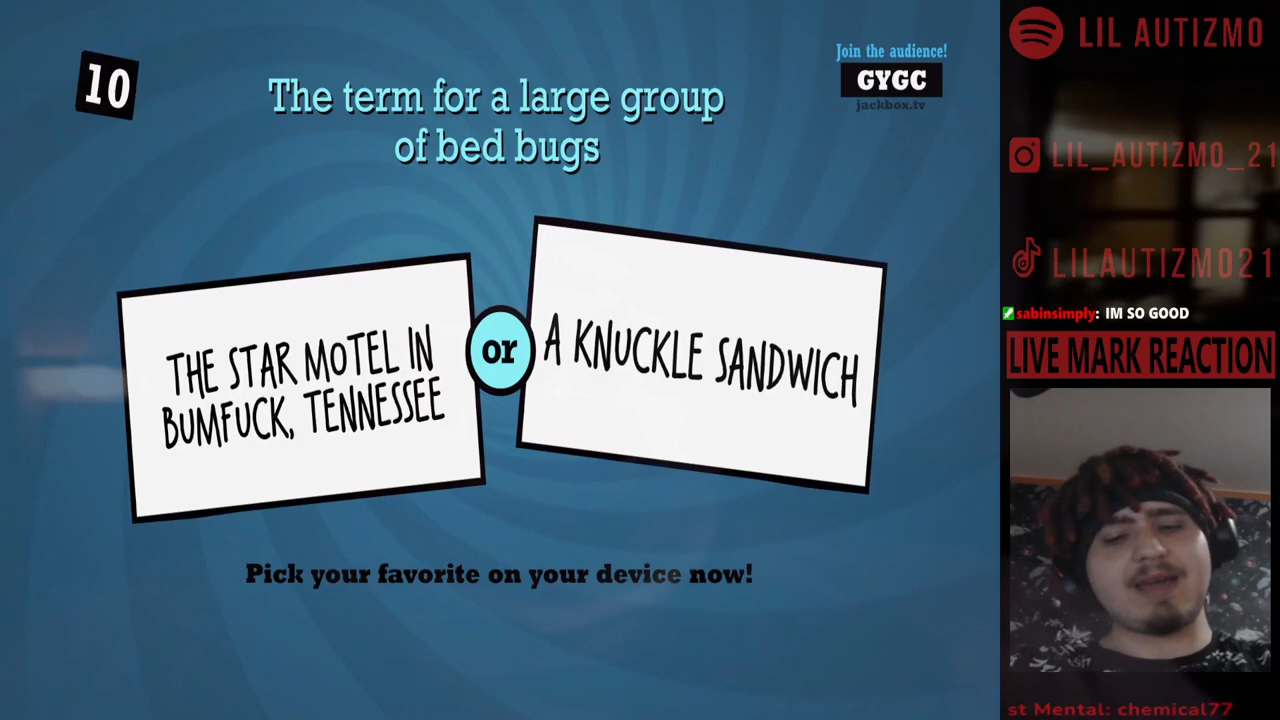 10
The term for a large group
of bed bugs
Join the audience!
GYGC
jackbox.tv
THE STAR MOTEL IN
BUMFUCK, TENNESSEE
or
A KNUCKLE SANDWICH
Pick your favorite on your device now!
LIL AUTIZMO
LIL_AUTIZMO_21
LILAUTIZMO21
sabinsimply: IM SO GOOD
LIVE MARK REACTION
st Mental: chemical77